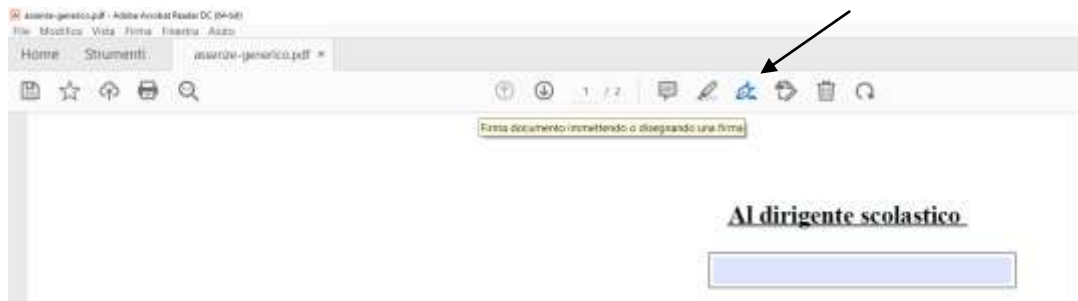 assenze-generico.pdf - Adobe Acrobat Reader DC (64-bit)
File Modifica Vista Firma Finestra Aiuto
Home Strumenti assenze-generico.pdf ×
1 / 2
Firma documento immettendo o disegnando una firma
Al dirigente scolastico